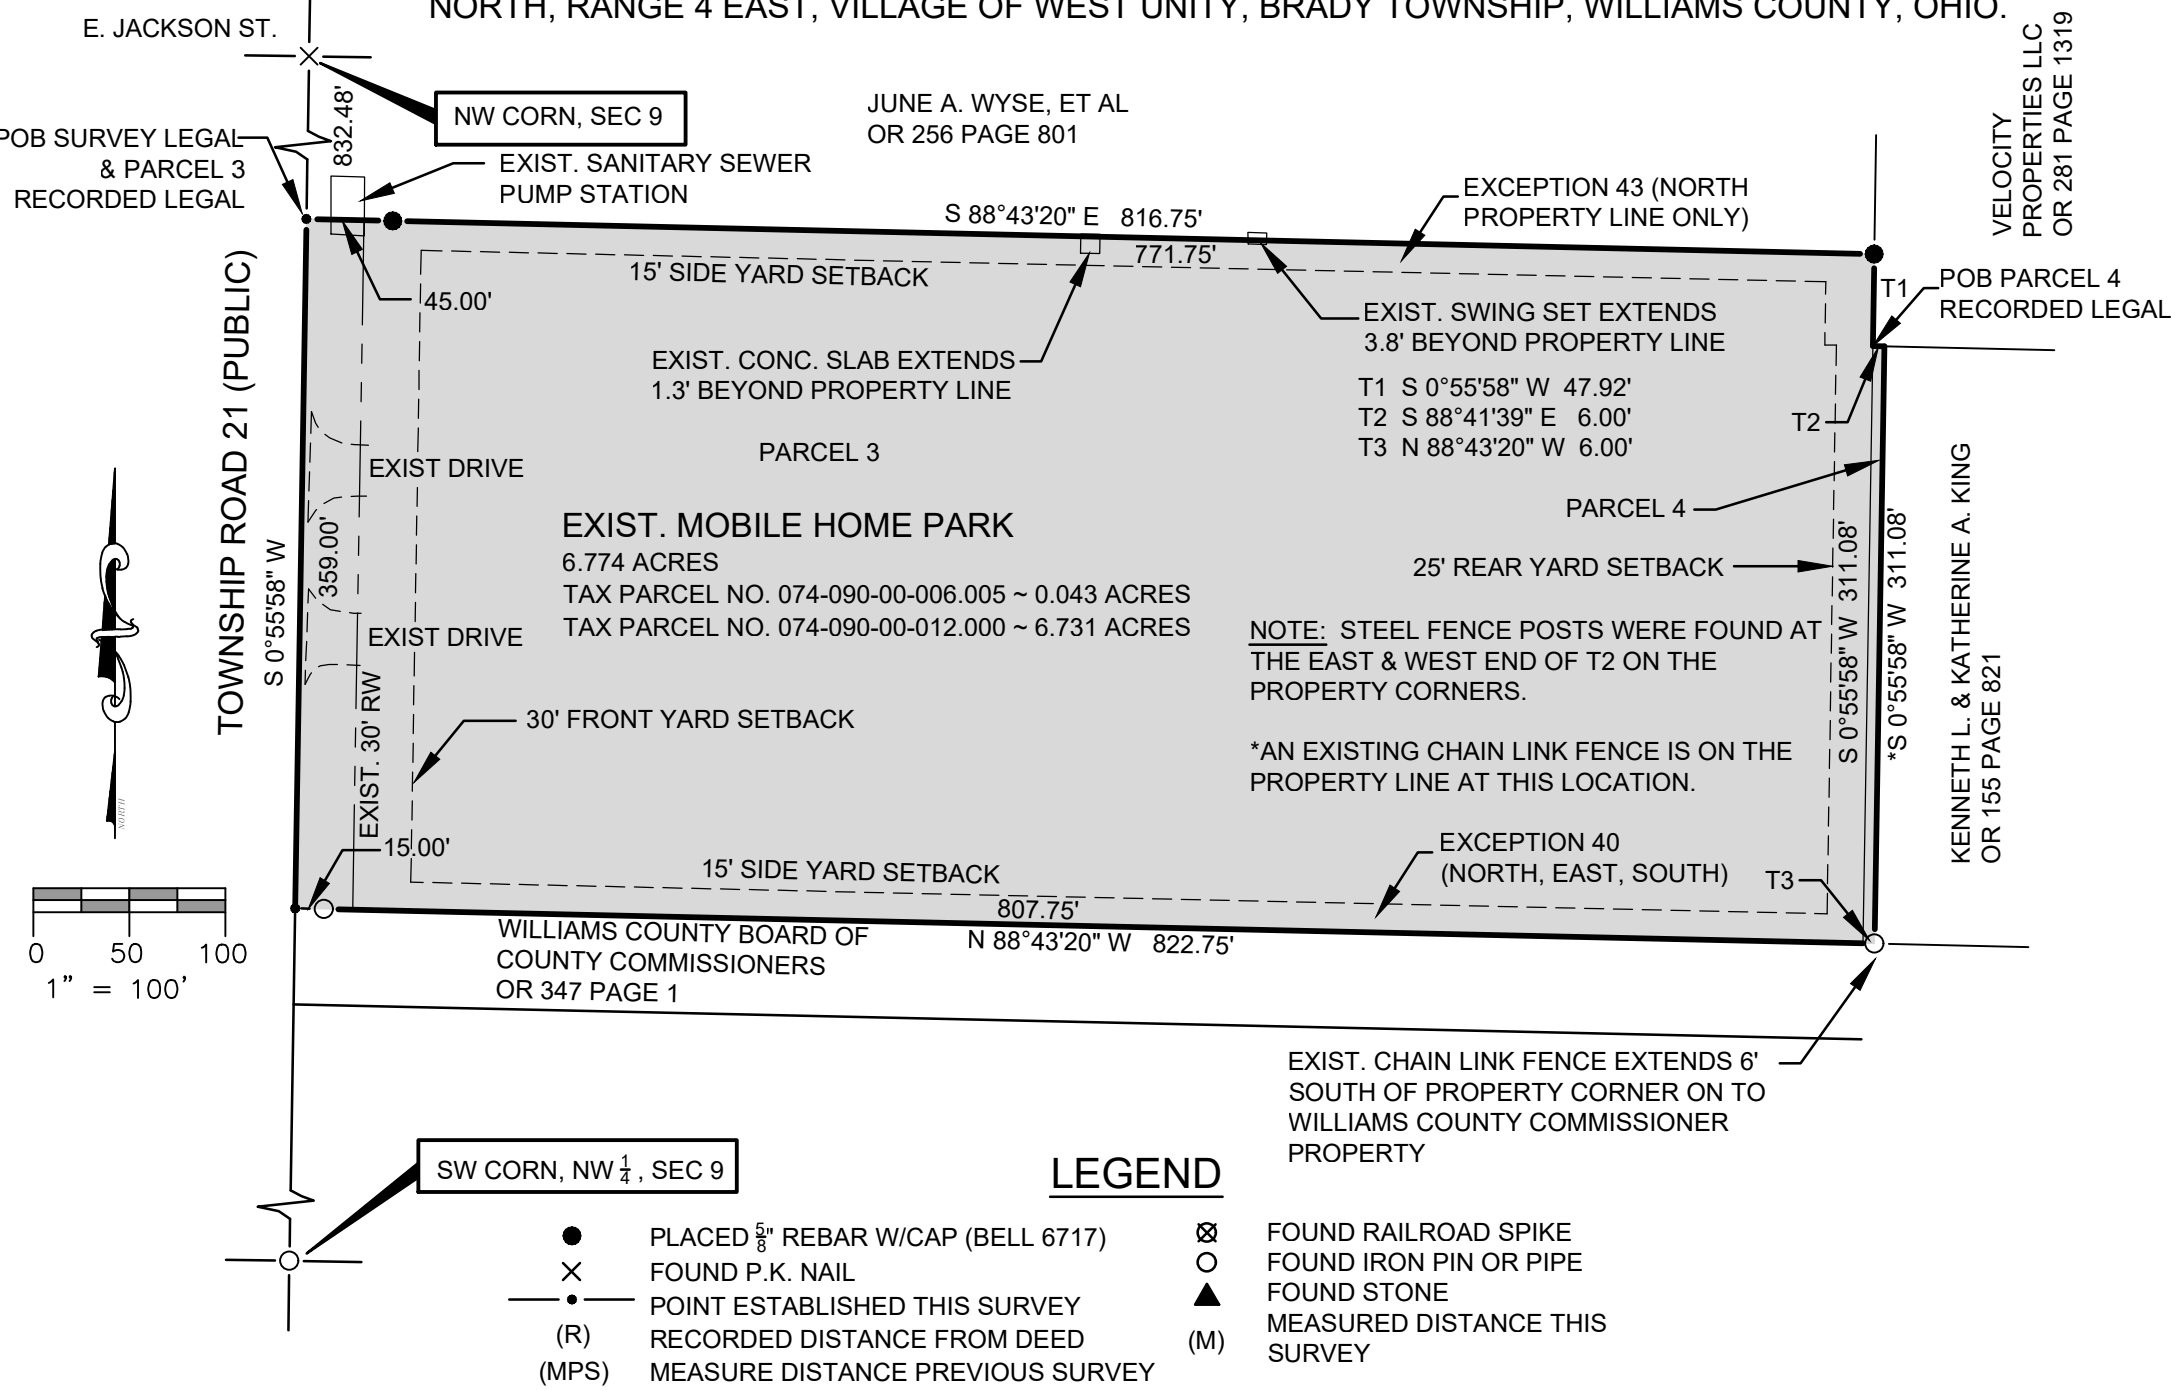 NORTH, RANGE 4 EAST, VILLAGE OF WEST UNITY, BRADY TOWNSHIP, WILLIAMS COUNTY, OHIO.
E. JACKSON ST.
832.48'
NW CORN, SEC 9
JUNE A. WYSE, ET AL
OR 256 PAGE 801
VELOCITY
PROPERTIES LLC
OR 281 PAGE 1319
POB SURVEY LEGAL
& PARCEL 3
RECORDED LEGAL
EXIST. SANITARY SEWER
PUMP STATION
S 88°43'20" E 816.75'
771.75'
EXCEPTION 43 (NORTH
PROPERTY LINE ONLY)
15' SIDE YARD SETBACK
45.00'
T1
POB PARCEL 4
RECORDED LEGAL
EXIST. CONC. SLAB EXTENDS
1.3' BEYOND PROPERTY LINE
EXIST. SWING SET EXTENDS
3.8' BEYOND PROPERTY LINE
T1 S 0°55'58" W 47.92'
T2 S 88°41'39" E 6.00'
T3 N 88°43'20" W 6.00'
T2
TOWNSHIP ROAD 21 (PUBLIC)
S 0°55'58" W
359.00'
EXIST DRIVE
EXIST DRIVE
EXIST. 30' RW
PARCEL 3
EXIST. MOBILE HOME PARK
6.774 ACRES
TAX PARCEL NO. 074-090-00-006.005 ~ 0.043 ACRES
TAX PARCEL NO. 074-090-00-012.000 ~ 6.731 ACRES
PARCEL 4
25' REAR YARD SETBACK
S 0°55'58" W 311.08'
*S 0°55'58" W 311.08'
KENNETH L. & KATHERINE A. KING
OR 155 PAGE 821
NOTE: STEEL FENCE POSTS WERE FOUND AT
THE EAST & WEST END OF T2 ON THE
PROPERTY CORNERS.
*AN EXISTING CHAIN LINK FENCE IS ON THE
PROPERTY LINE AT THIS LOCATION.
30' FRONT YARD SETBACK
NORTH
15.00'
15' SIDE YARD SETBACK
EXCEPTION 40
(NORTH, EAST, SOUTH)
T3
807.75'
N 88°43'20" W 822.75'
WILLIAMS COUNTY BOARD OF
COUNTY COMMISSIONERS
OR 347 PAGE 1
0 50 100
1" = 100'
EXIST. CHAIN LINK FENCE EXTENDS 6'
SOUTH OF PROPERTY CORNER ON TO
WILLIAMS COUNTY COMMISSIONER
PROPERTY
SW CORN, NW 1/4, SEC 9
LEGEND
PLACED 5/8" REBAR W/CAP (BELL 6717)
FOUND P.K. NAIL
POINT ESTABLISHED THIS SURVEY
(R) RECORDED DISTANCE FROM DEED
(MPS) MEASURE DISTANCE PREVIOUS SURVEY
FOUND RAILROAD SPIKE
FOUND IRON PIN OR PIPE
FOUND STONE
(M) MEASURED DISTANCE THIS
SURVEY